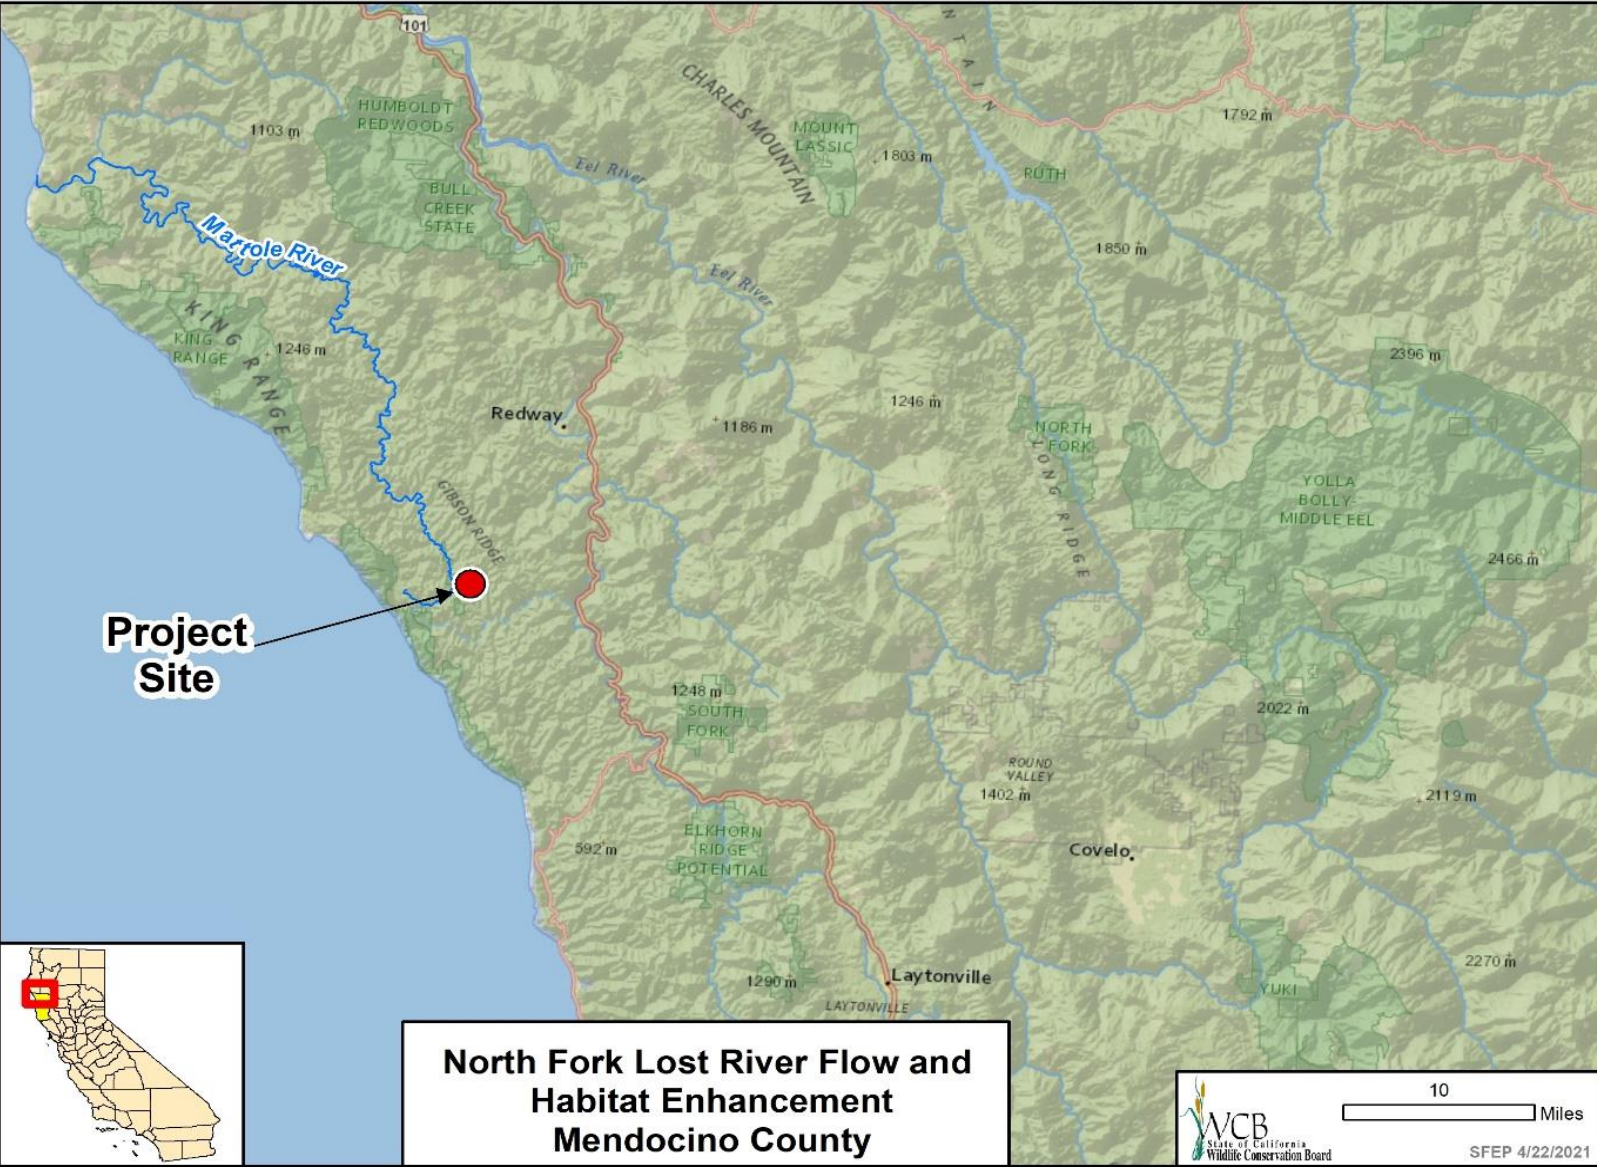 101
N T A I N
CHARLES MOUNTAIN
HUMBOLDT
REDWOODS
1103 m
MOUNT
LASSIC
1792 m
1803 m
Eel River
RUTH
BULL
CREEK
STATE
Mattole River
1850 m
Eel River
KING RANGE
KING
RANGE
1246 m
2396 m
1246 m
Redway
1186 m
NORTH
FORK
LONG RIDGE
GIBSON RIDGE
YOLLA
BOLLY-
MIDDLE EEL
2466 m
Project
Site
1248 m
SOUTH
FORK
2022 m
ROUND
VALLEY
1402 m
2119 m
592 m
ELKHORN
RIDGE
POTENTIAL
Covelo
1290 m
Laytonville
LAYTONVILLE
2270 m
YUKI
North Fork Lost River Flow and
Habitat Enhancement
Mendocino County
WCB
State of California
Wildlife Conservation Board
10
Miles
SFEP 4/22/2021